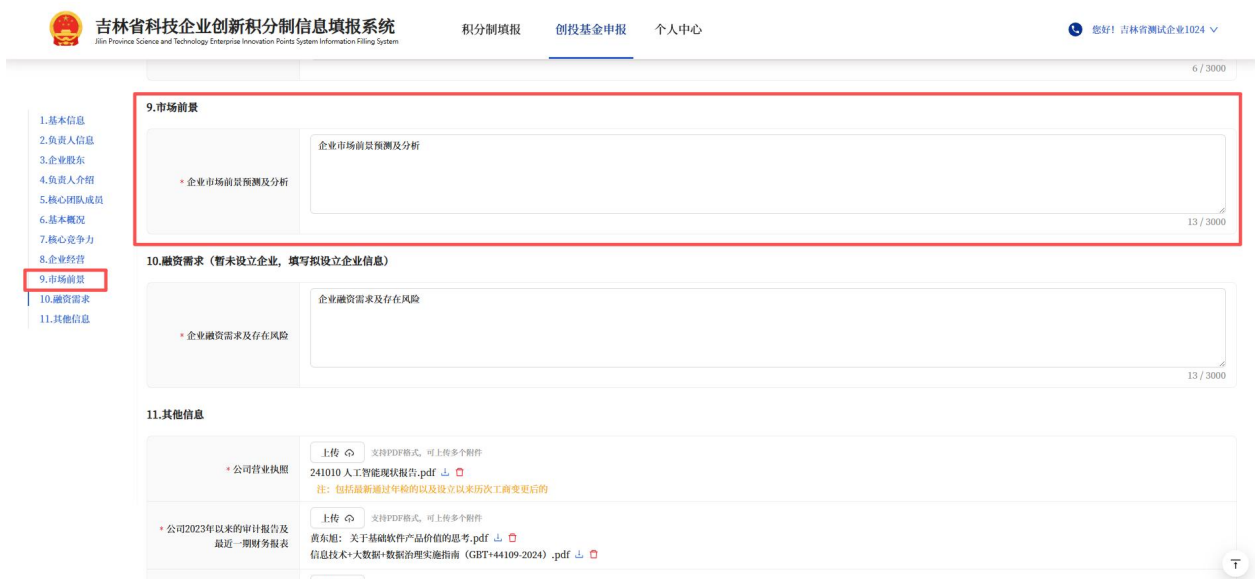 吉林省科技企业创新积分制信息填报系统
Jilin Province Science and Technology Enterprise Innovation Points System Information Filling System
积分制填报
创投基金申报
个人中心
您好！吉林省测试企业1024
6 / 3000
1.基本信息
2.负责人信息
3.企业股东
4.负责人介绍
5.核心团队成员
6.基本概况
7.核心竞争力
8.企业经营
9.市场前景
10.融资需求
11.其他信息
9.市场前景
* 企业市场前景预测及分析
企业市场前景预测及分析
13 / 3000
10.融资需求（暂未设立企业，填写拟设立企业信息）
* 企业融资需求及存在风险
企业融资需求及存在风险
13 / 3000
11.其他信息
* 公司营业执照
上传 支持PDF格式，可上传多个附件
241010 人工智能现状报告.pdf
注：包括最新通过年检的以及设立以来历次工商变更后的
* 公司2023年以来的审计报告及
最近一期财务报表
上传 支持PDF格式，可上传多个附件
黄东旭： 关于基础软件产品价值的思考.pdf
信息技术+大数据+数据治理实施指南（GBT+44109-2024）.pdf